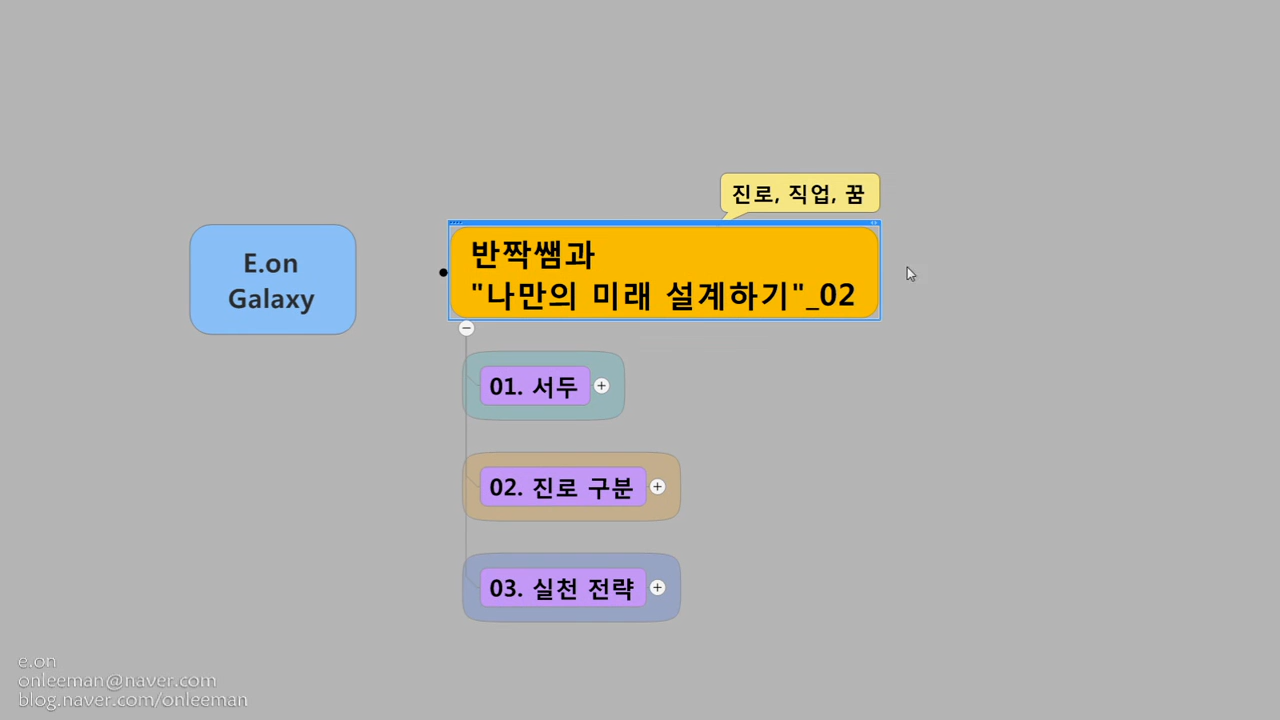 진로, 직업, 꿈
E.on
Galaxy
반짝쌤과
"나만의 미래 설계하기"_02
01. 서두
02. 진로 구분
03. 실천 전략
e.on
onleeman@naver.com
blog.naver.com/onleeman